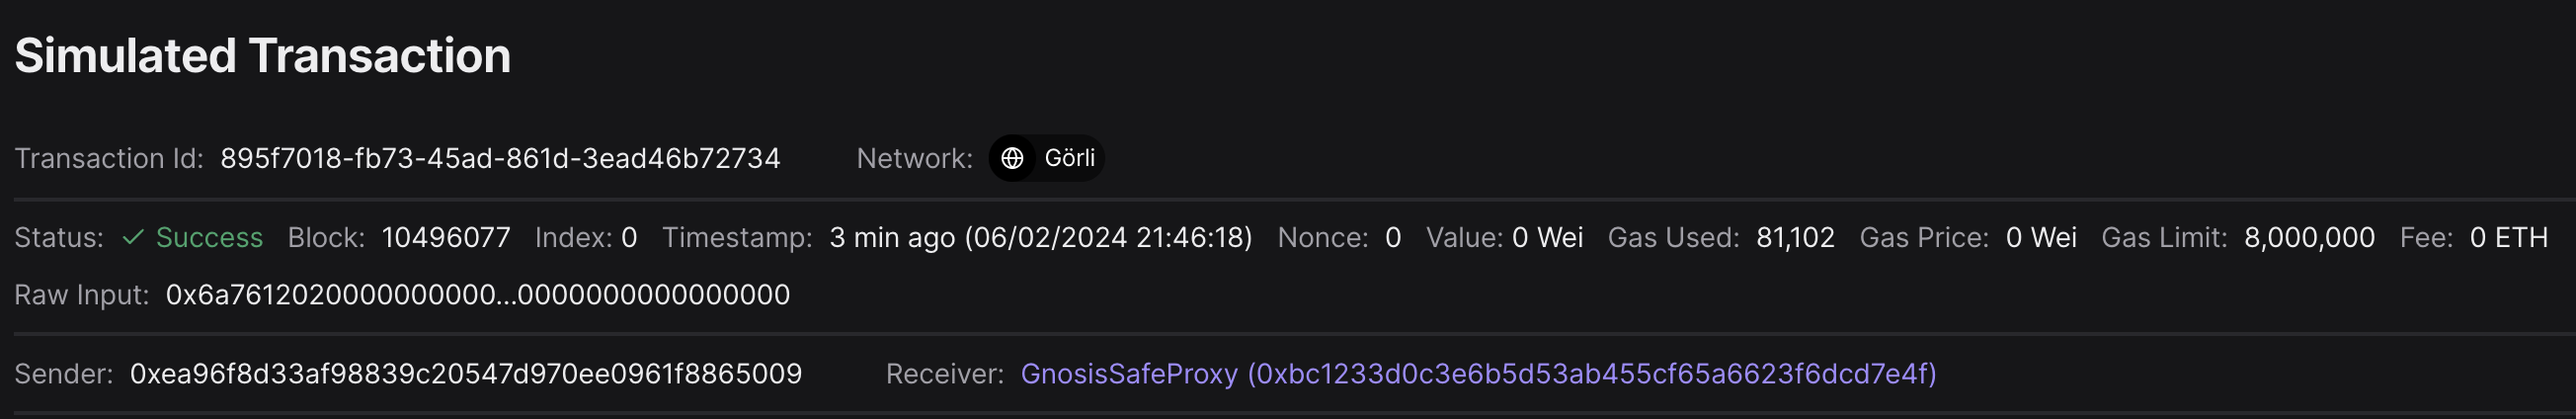 Simulated Transaction
Transaction Id: 895f7018-fb73-45ad-861d-3ead46b72734 Network: Görli
Status: Success Block: 10496077 Index: 0 Timestamp: 3 min ago (06/02/2024 21:46:18) Nonce: 0 Value: 0 Wei Gas Used: 81,102 Gas Price: 0 Wei Gas Limit: 8,000,000 Fee: 0 ETH
Raw Input: 0x6a7612020000000000...0000000000000000
Sender: 0xea96f8d33af98839c20547d970ee0961f8865009 Receiver: GnosisSafeProxy (0xbc1233d0c3e6b5d53ab455cf65a6623f6dcd7e4f)